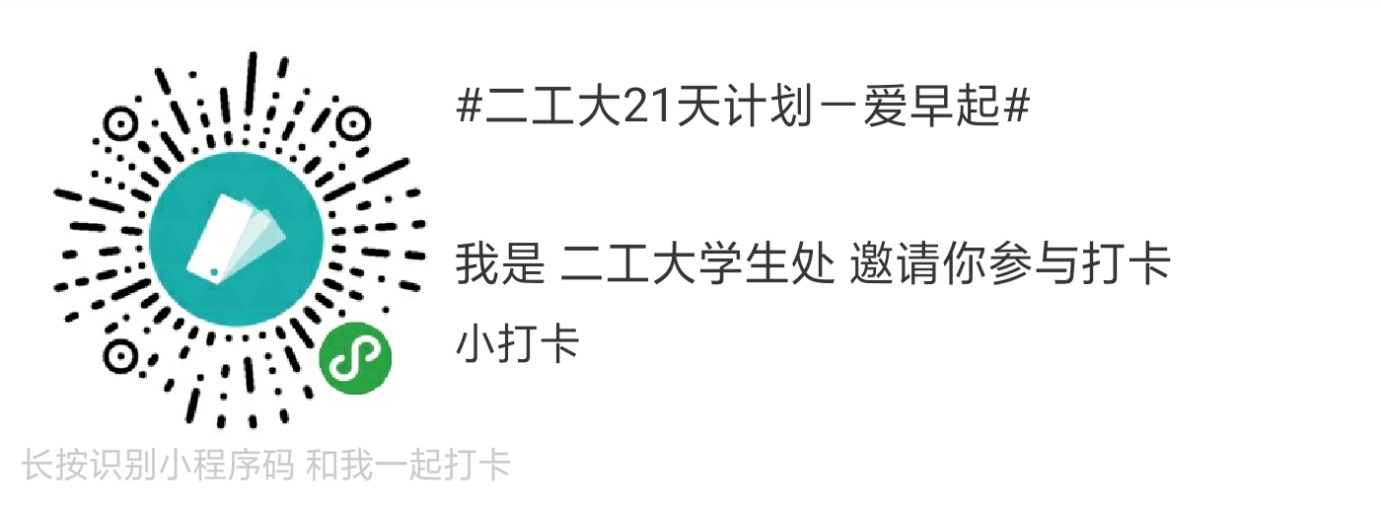 #二工大21天计划－爱早起#
我是 二工大学生处 邀请你参与打卡
小打卡
长按识别小程序码 和我一起打卡